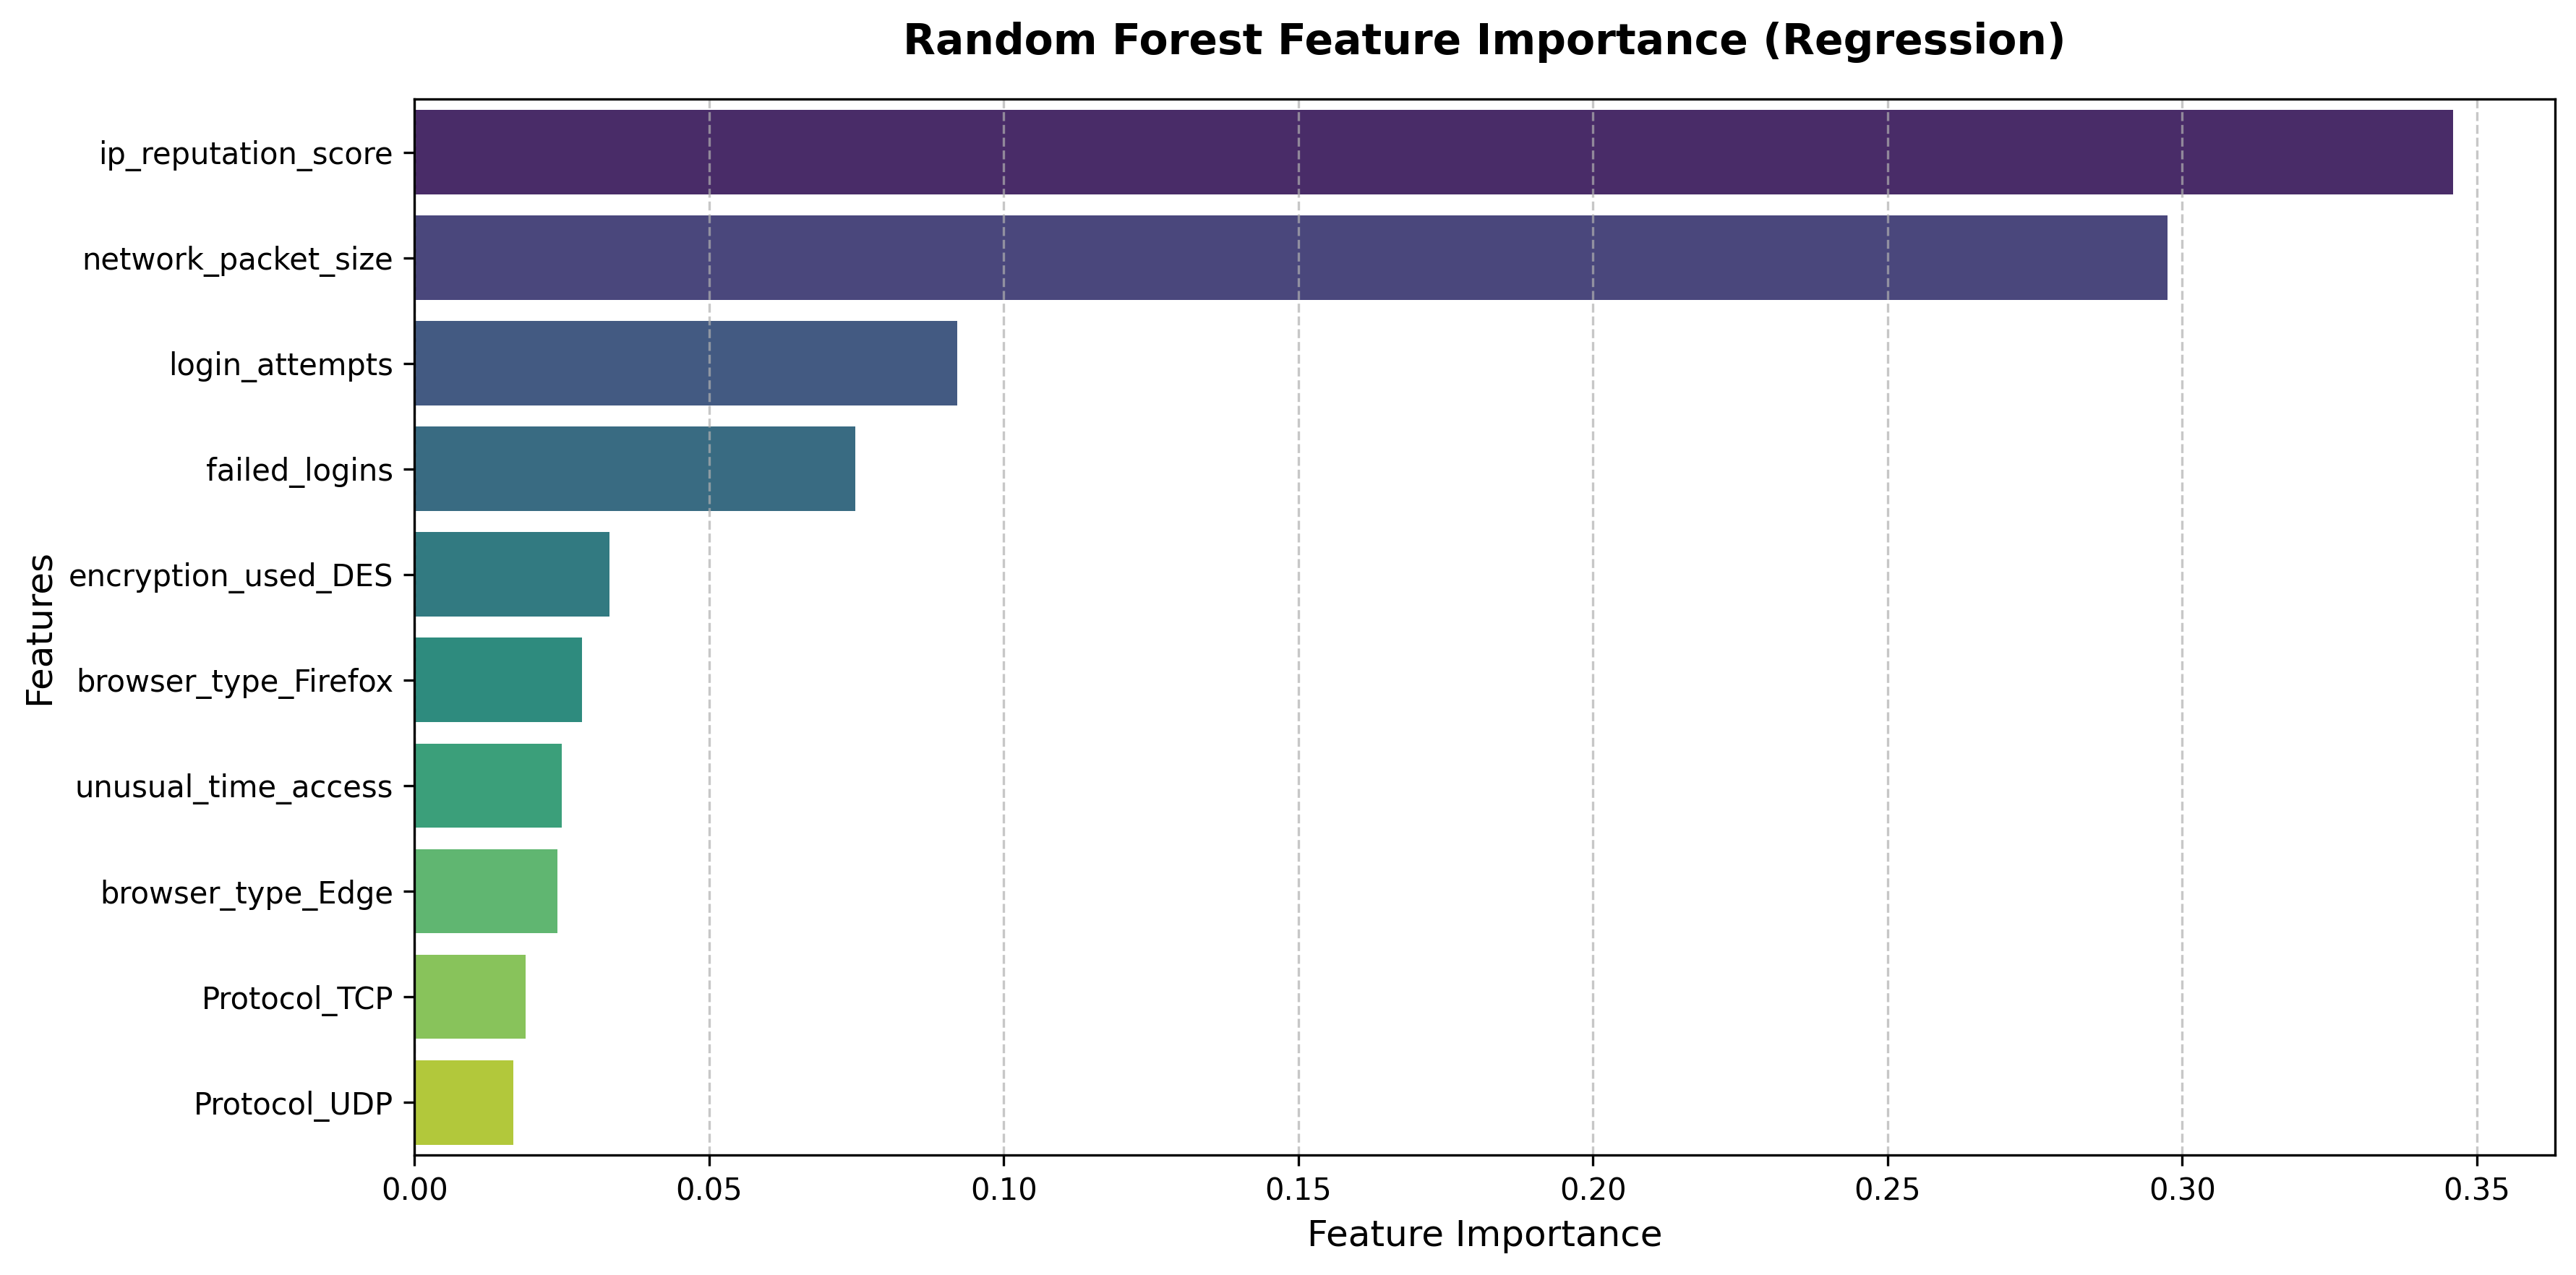 Random Forest Feature Importance (Regression)
Features
ip_reputation_score
network_packet_size
login_attempts
failed_logins
encryption_used_DES
browser_type_Firefox
unusual_time_access
browser_type_Edge
Protocol_TCP
Protocol_UDP
0.00 0.05 0.10 0.15 0.20 0.25 0.30 0.35
Feature Importance